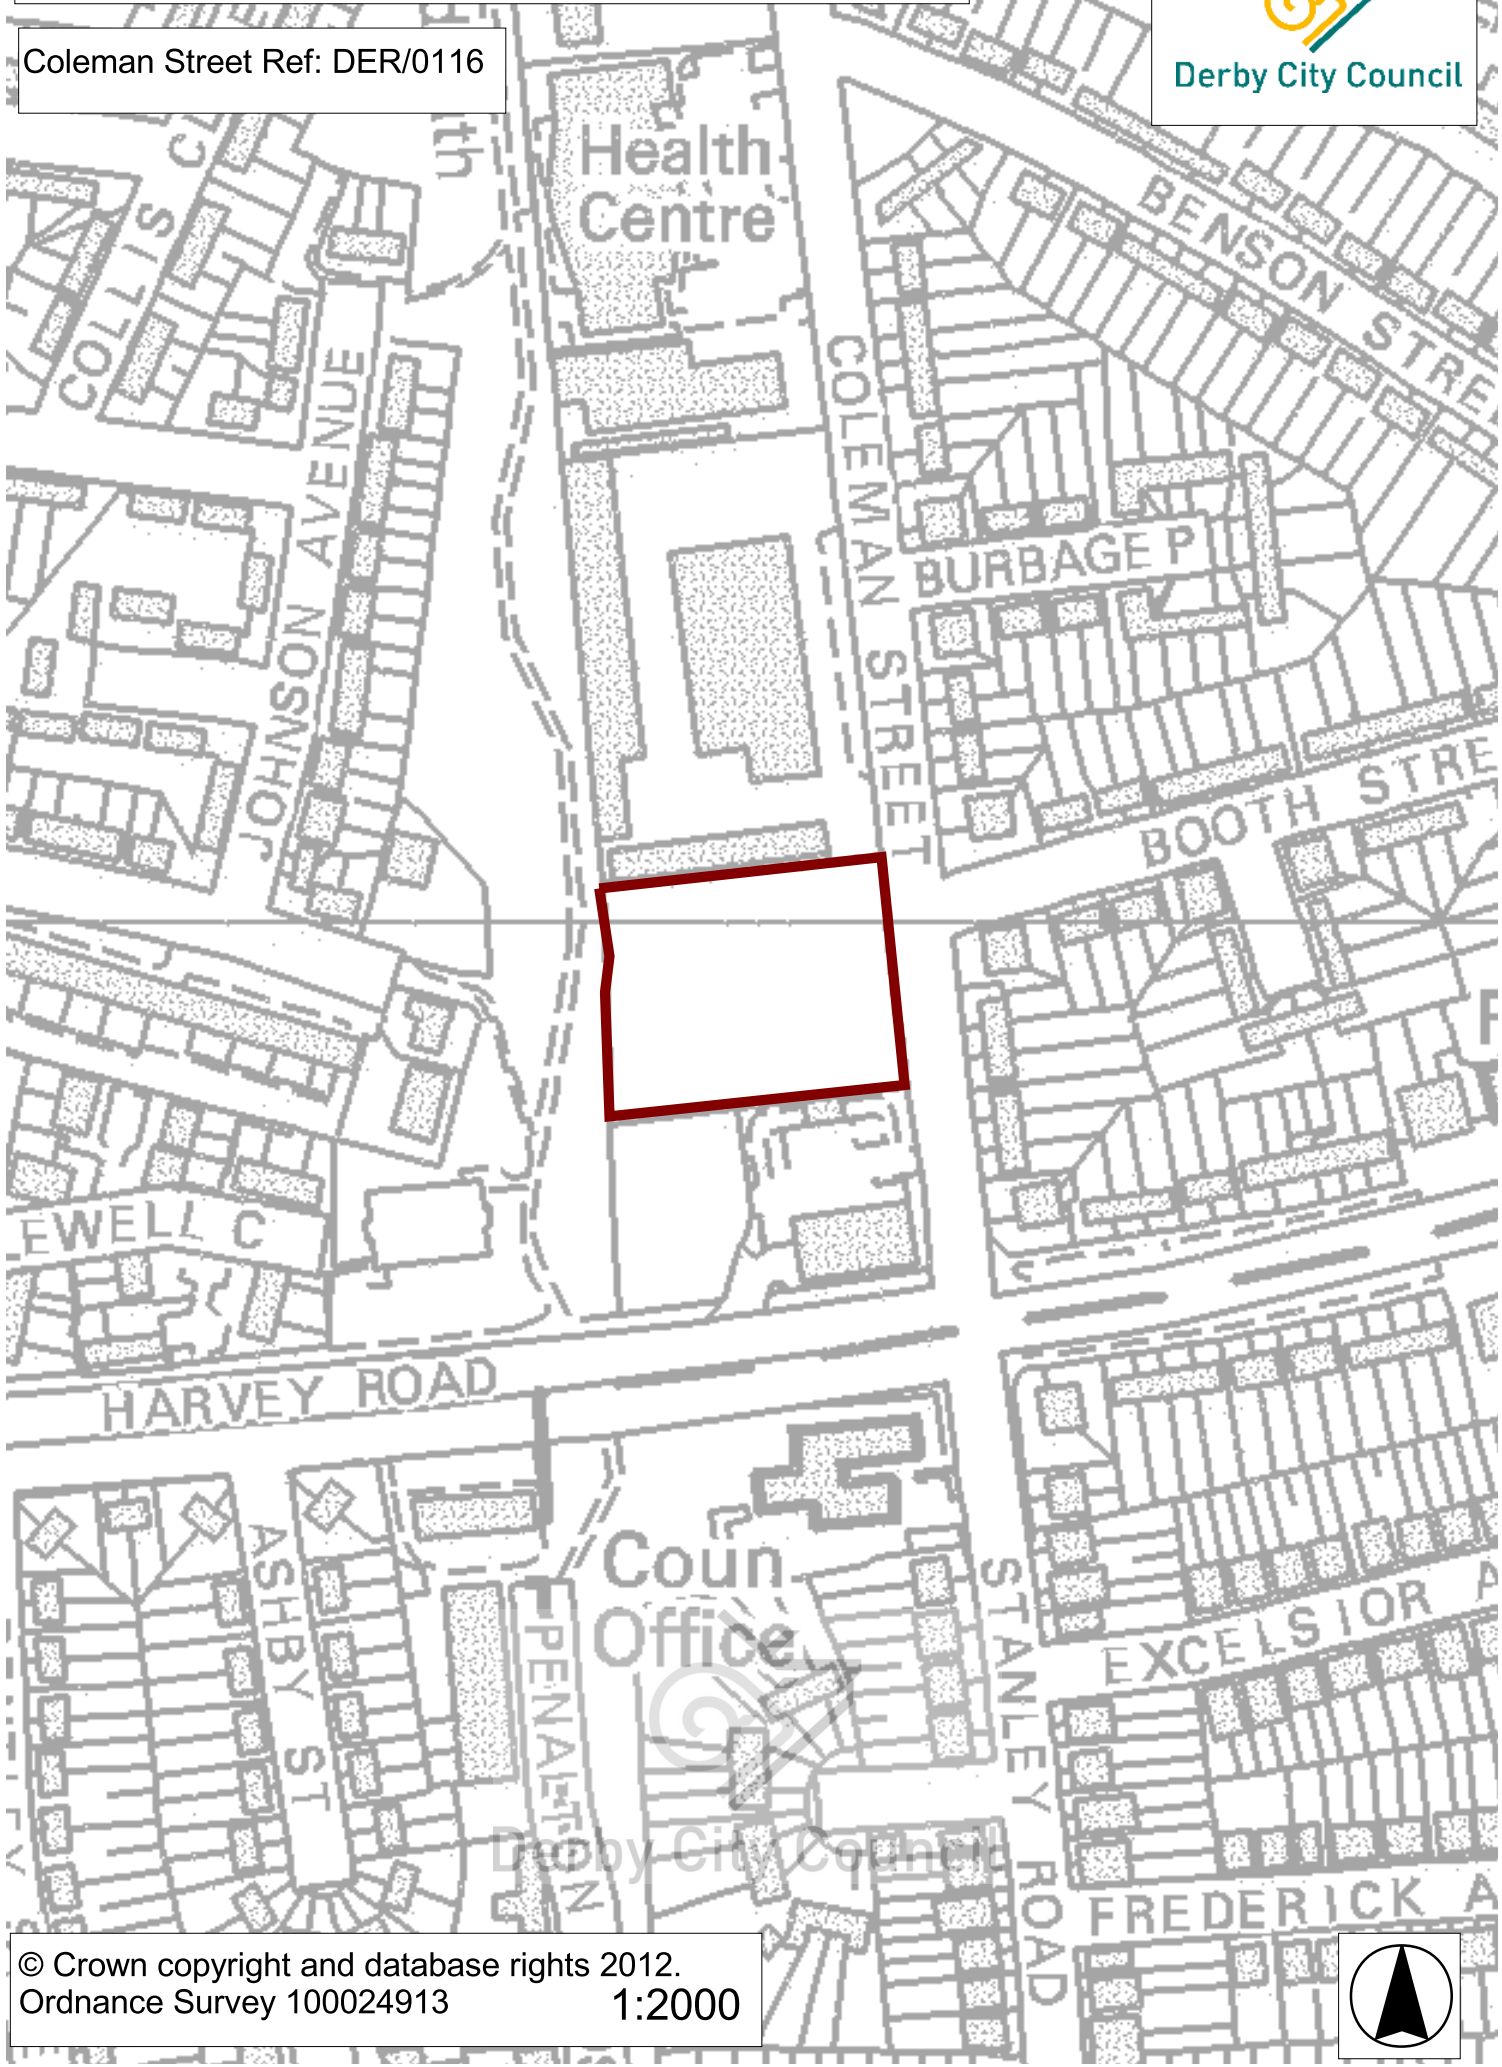 Coleman Street Ref: DER/0116
Derby City Council
Health
Centre
COLLIS C
BENSON STRE
JOHNSON AVENUE
COLEMAN STREET
BURBAGE P
BOOTH STRE
EWELL C
HARVEY ROAD
Coun
Office
ASHBY ST
STANLEY ROAD
EXCELSIOR A
FREDERICK A
Derby City Council
© Crown copyright and database rights 2012.
Ordnance Survey 100024913
1:2000